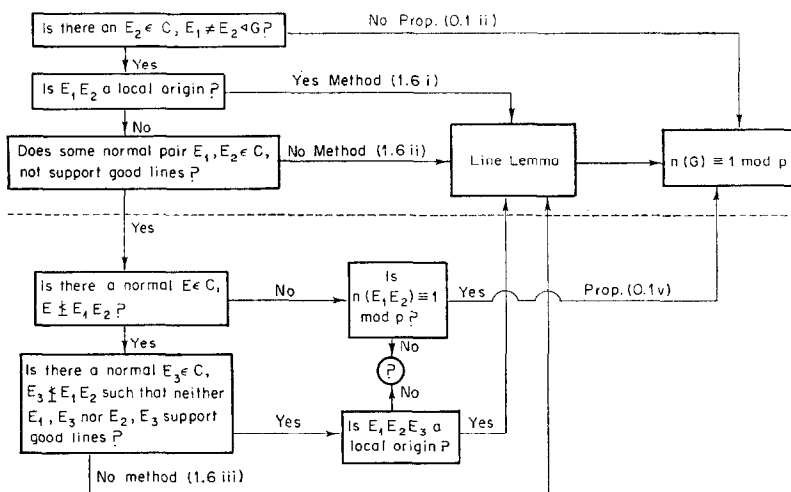 Is there an E₂ ϵ C, E₁ ≠ E₂ ⊲ G?
No Prop. (0.1 ii)
Yes
Is E₁E₂ a local origin?
Yes Method (1.6 i)
No
Does some normal pair E₁, E₂ ϵ C,
not support good lines?
No Method (1.6 ii)
Line Lemma
n (G) ≡ 1 mod p
Yes
Is there a normal E ϵ C,
E ≰ E₁E₂ ?
No
Is
n (E₁E₂) ≡ 1
mod p ?
Yes
Prop. (0.1v)
Yes
No
?
No
Is there a normal E₃ ϵ C,
E₃ ≰ E₁E₂ such that neither
E₁, E₃ nor E₂, E₃ support
good lines ?
Yes
Is E₁E₂E₃ a
local origin ?
Yes
No method (1.6 iii)